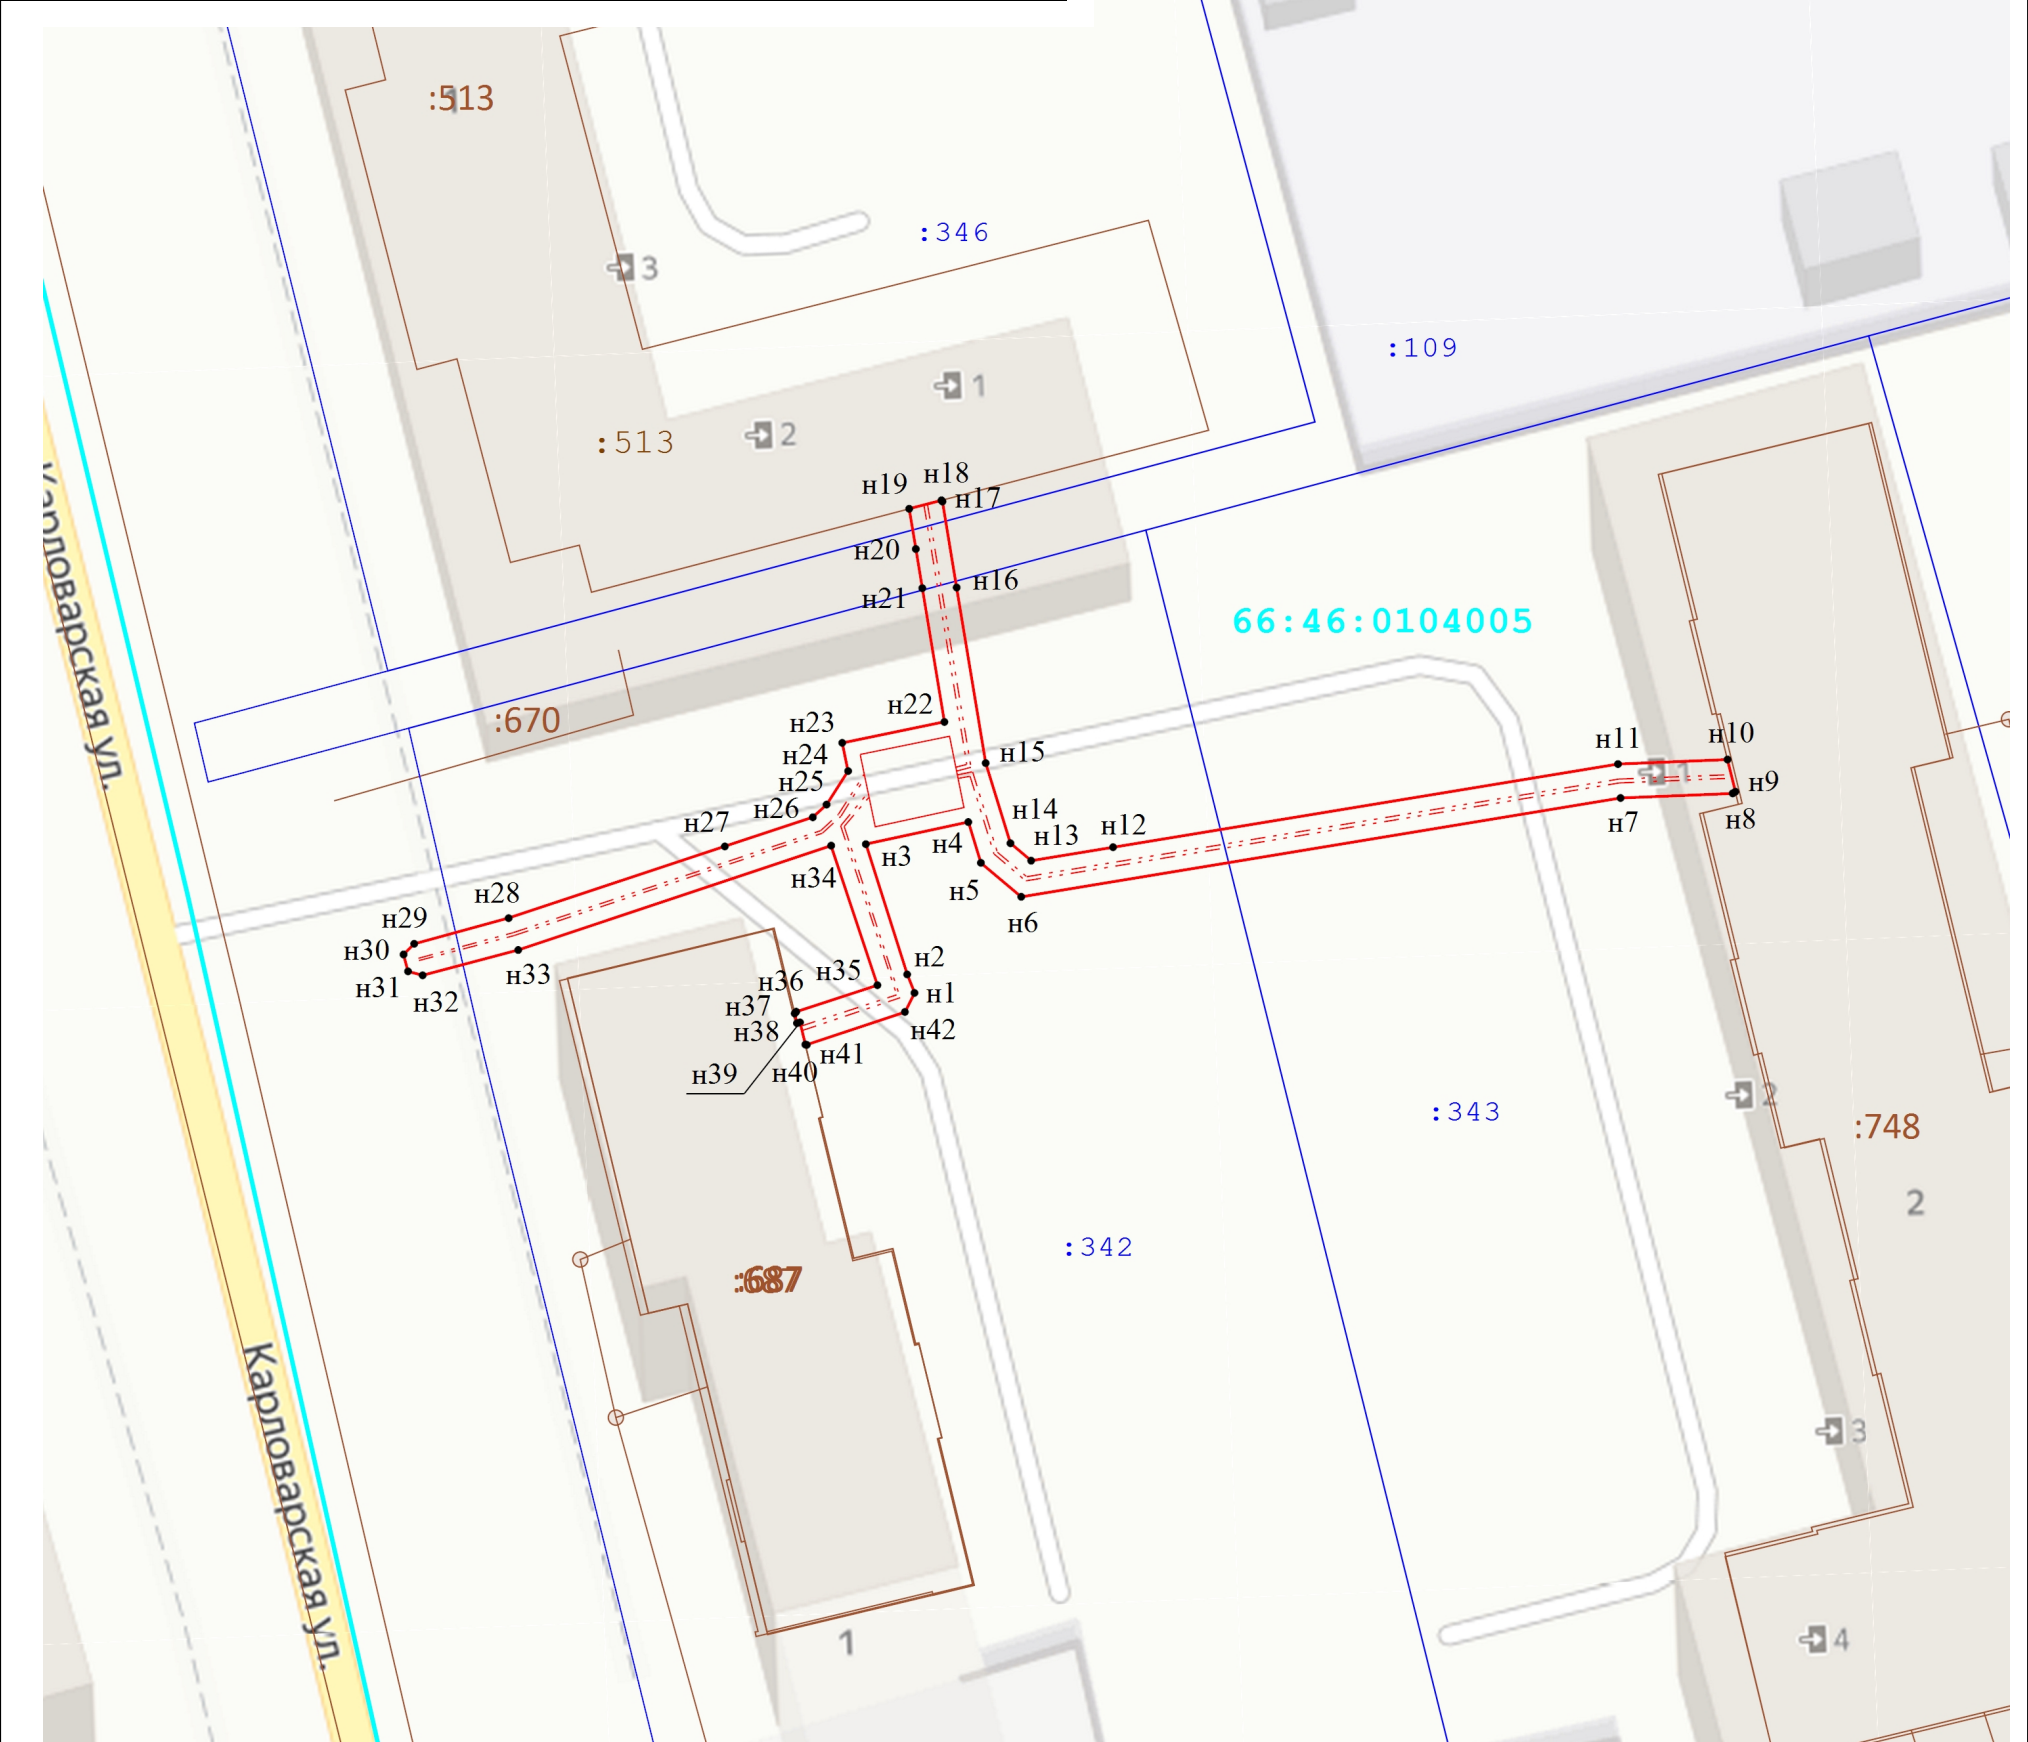 :513
:346
3
:109
1
2
:513
н18
н19
н17
н20
н16
н21
66:46:0104005
Карловарская ул.
:670
н22
н23
н24
н15
н11
н10
1
н25
н9
н26
н14
н27
н12
н13
н7
н8
н4
н3
н34
н5
н28
н29
н6
н30
н2
н35
н33
н36
н31
н1
н32
н37
н38
н42
н41
н39
н40
2
:343
:748
2
:342
:687
3
Карловарская ул.
1
4